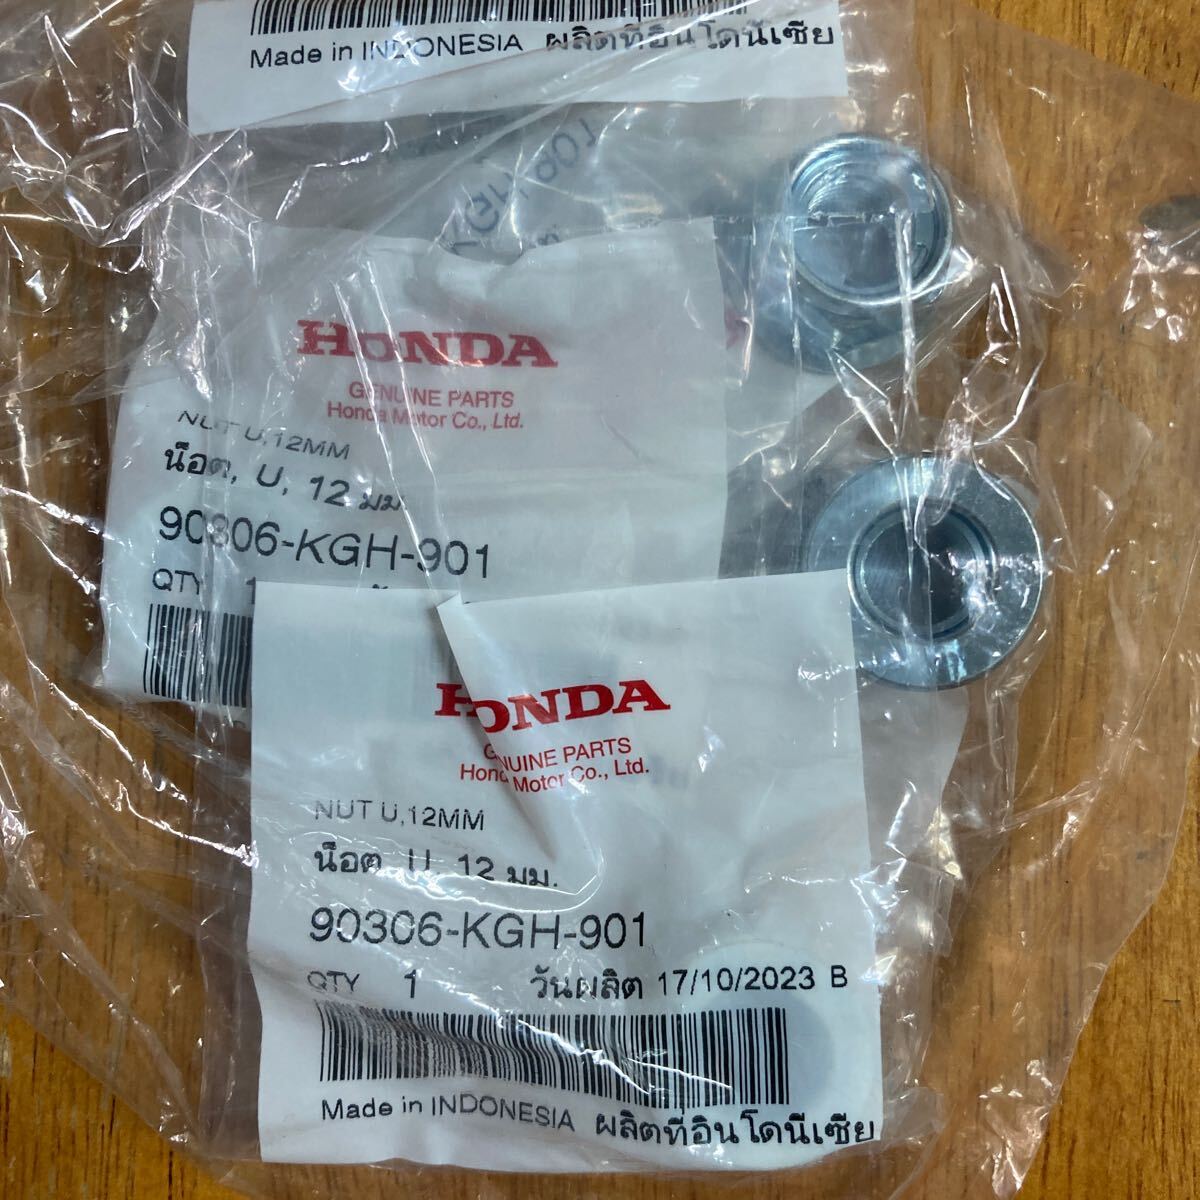 Made in INDONESIA ผลิตที่อินโดนีเซีย
HONDA
GENUINE PARTS
Honda Motor Co., Ltd.
NUT U,12MM
น็อต, U, 12 มม
90306-KGH-901
QTY 1
HONDA
GENUINE PARTS
Honda Motor Co., Ltd.
NUT U,12MM
น็อต, U, 12 มม.
90306-KGH-901
QTY 1 วันผลิต 17/10/2023 B
Made in INDONESIA ผลิตที่อินโดนีเซีย